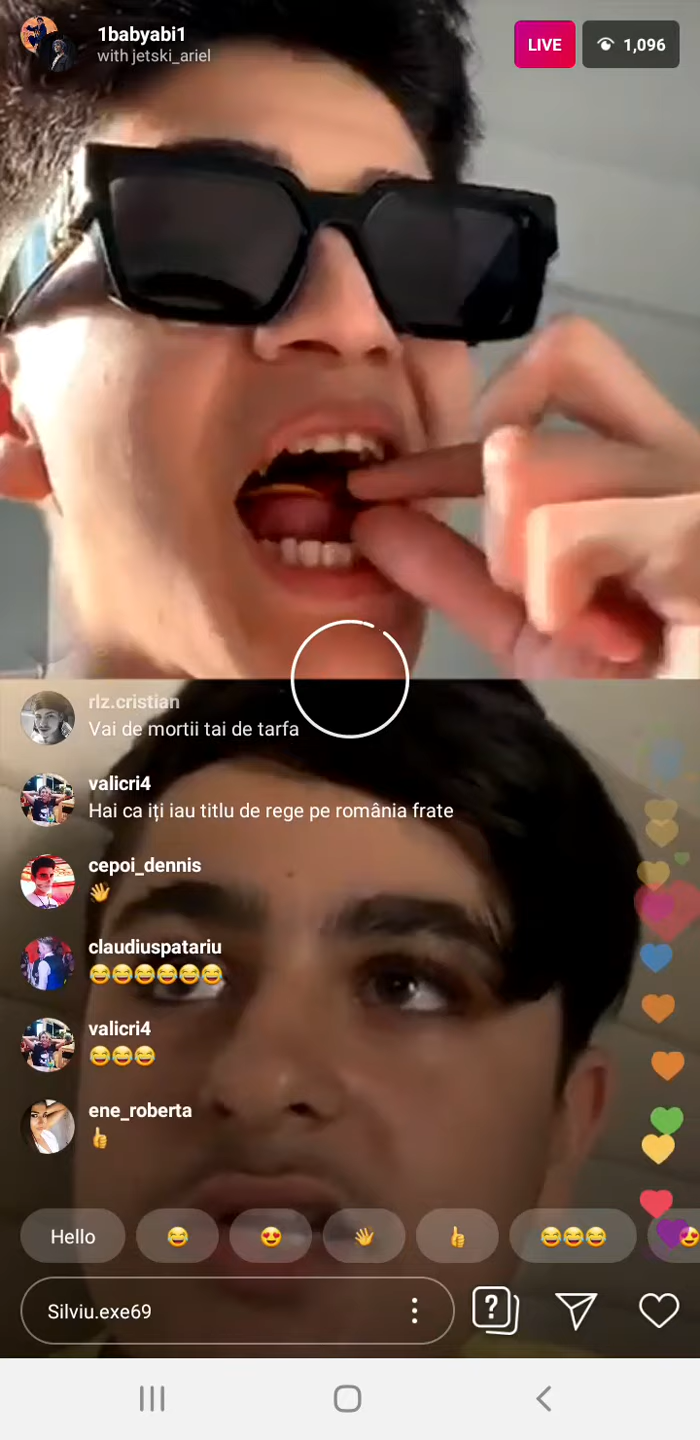 1babyabi1
with jetski_ariel
LIVE
1,096
rlz.cristian
Vai de mortii tai de tarfa
valicri4
Hai ca iți iau titlu de rege pe românia frate
cepoi_dennis
👋
claudiuspatariu
😂😂😂😂😂😂
valicri4
😂😂😂
ene_roberta
👍
Hello 😂 😍 👋 👍 😂😂😂 😍
Silviu.exe69